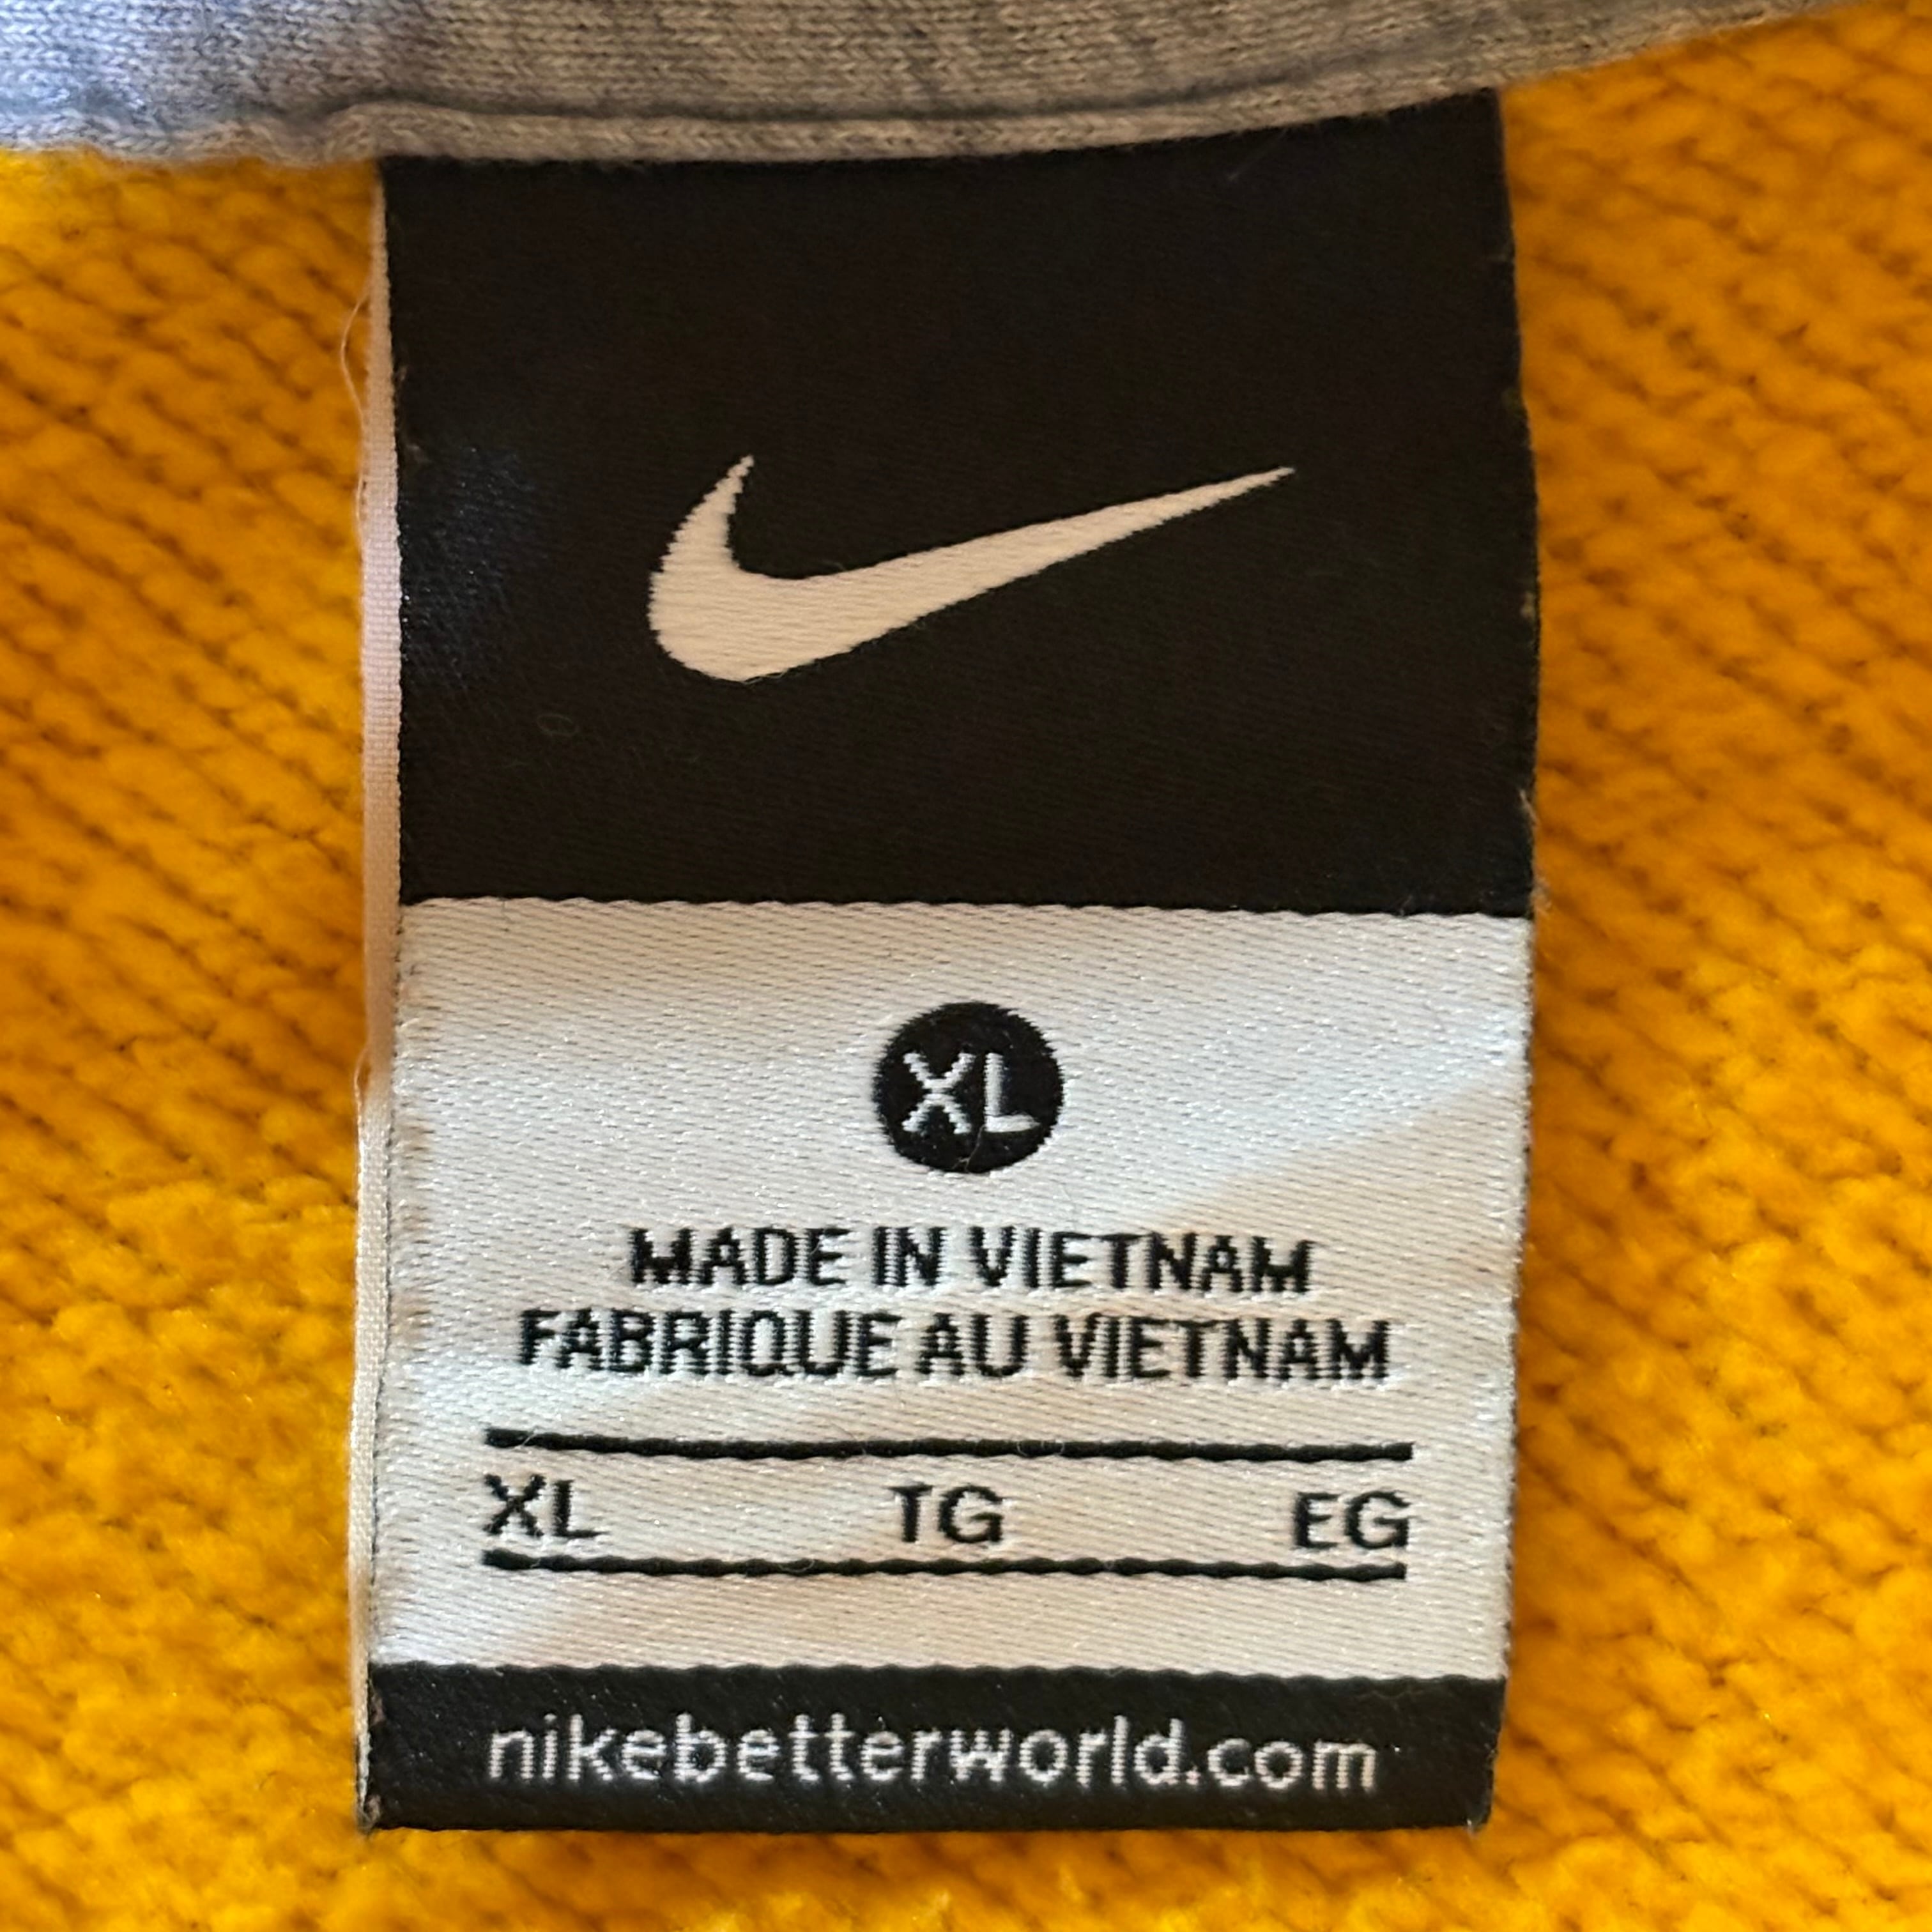 XL
MADE IN VIETNAM
FABRIQUE AU VIETNAM
XL TG EG
nikebetterworld.com